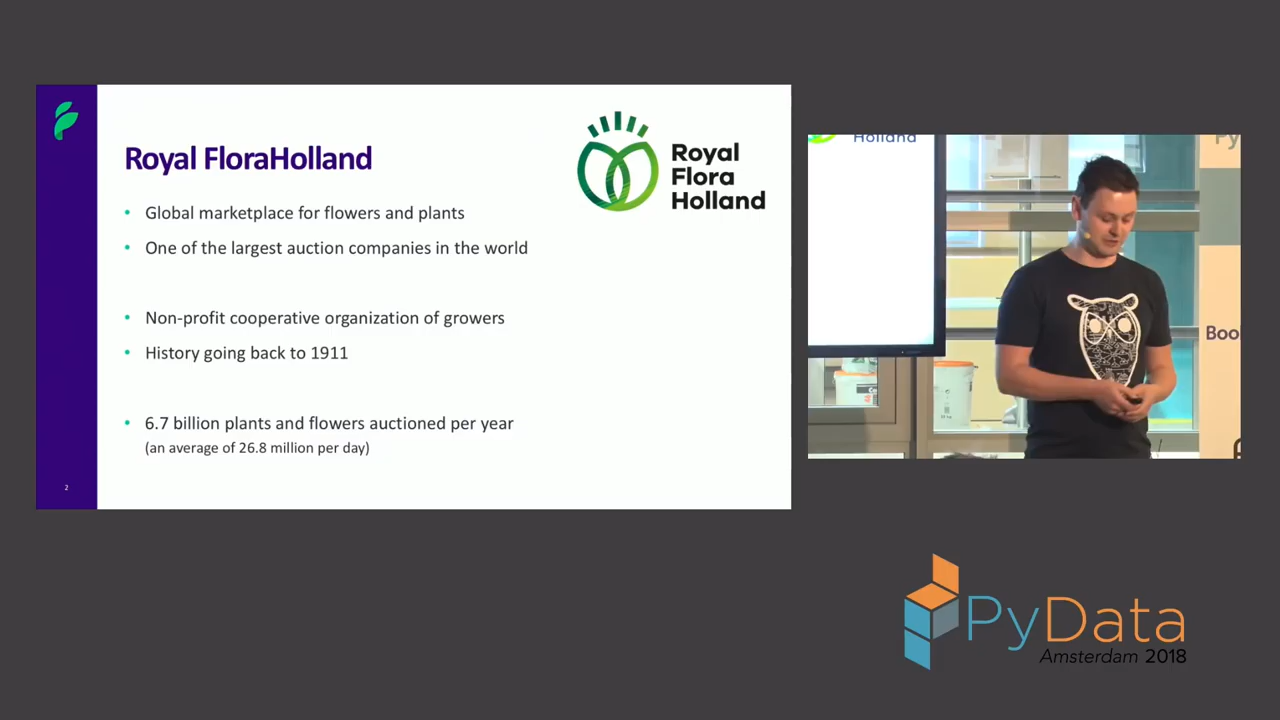 Royal FloraHolland
• Global marketplace for flowers and plants
• One of the largest auction companies in the world
• Non-profit cooperative organization of growers
• History going back to 1911
• 6.7 billion plants and flowers auctioned per year
(an average of 26.8 million per day)
2
Royal
Flora
Holland
Holland
Py
Boo
PyData
Amsterdam 2018